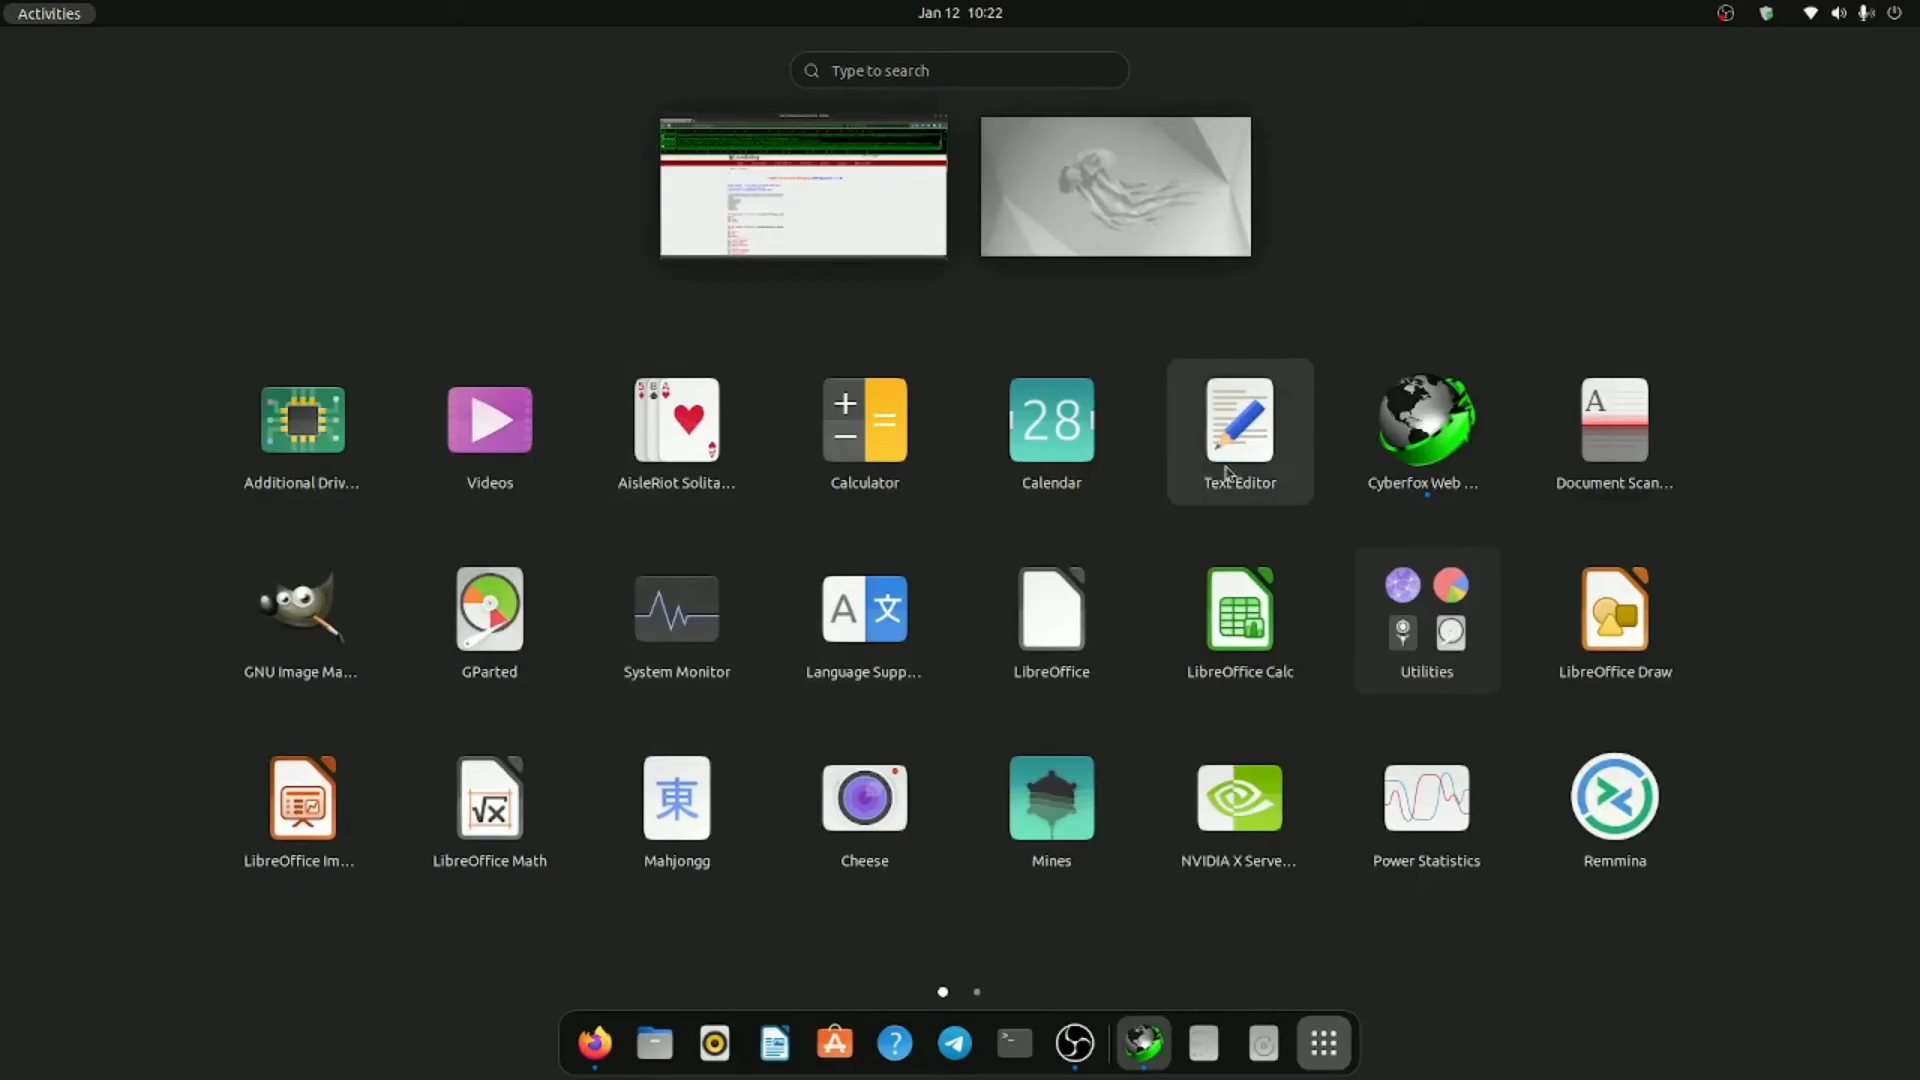 Activities
Jan 12 10:22
Type to search
28
Additional Driv...
Videos
AisleRiot Solita...
Calculator
Calendar
Text Editor
Cyberfox Web ...
A
Document Scan...
GNU Image Ma...
GParted
System Monitor
A 文
Language Supp...
LibreOffice
LibreOffice Calc
Utilities
LibreOffice Draw
LibreOffice Im...
√x
LibreOffice Math
東
Mahjongg
Cheese
Mines
NVIDIA X Serve...
Power Statistics
Remmina